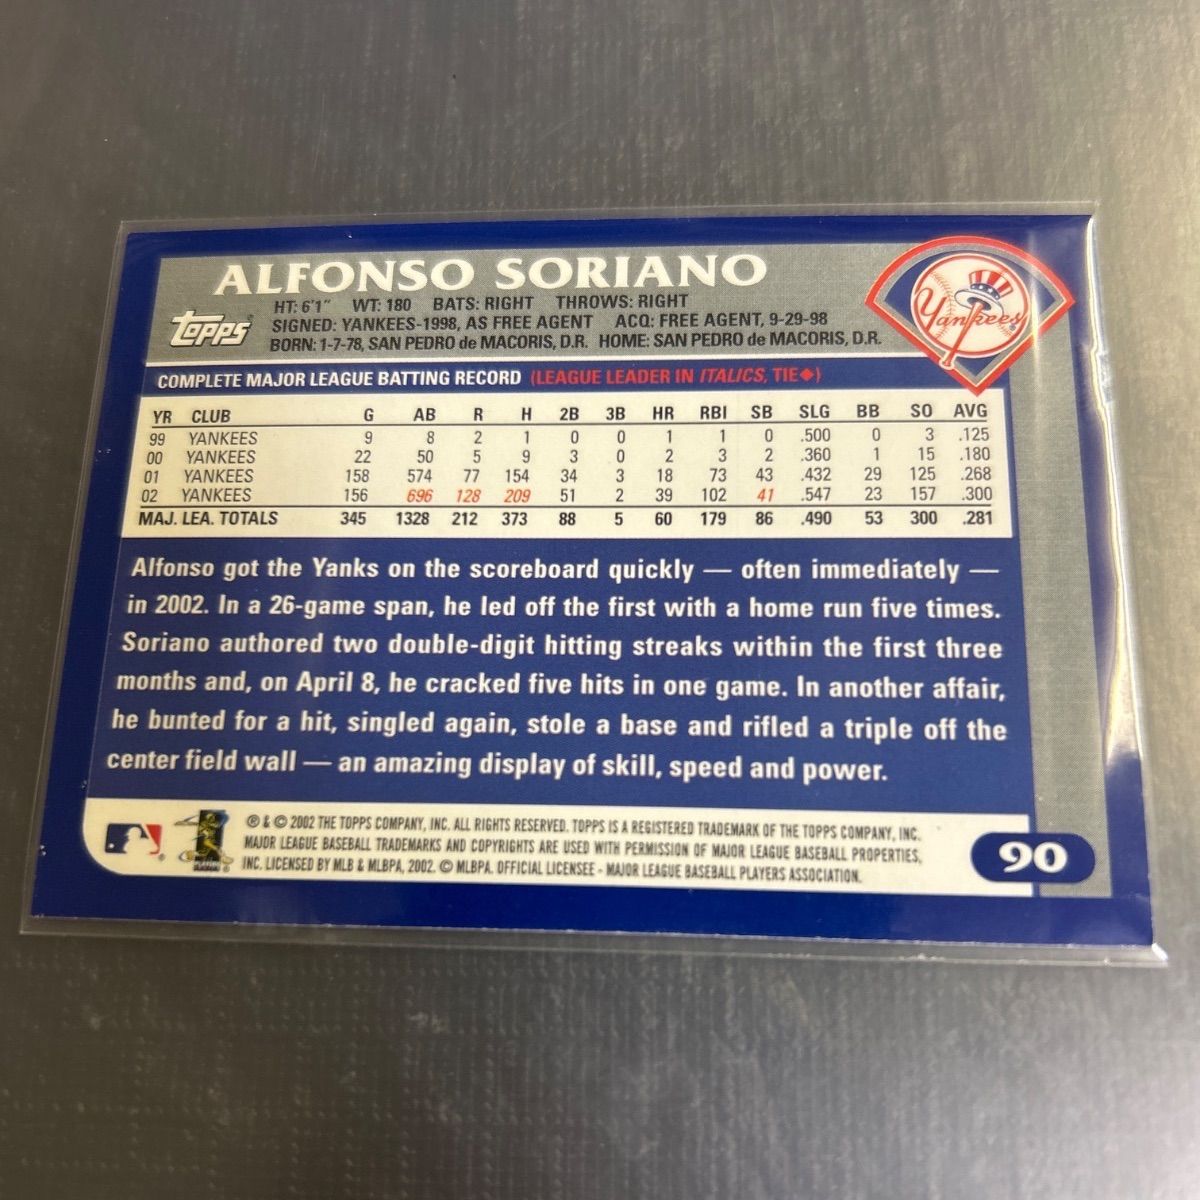 ALFONSO SORIANO
topps
HT: 6'1" WT: 180 BATS: RIGHT THROWS: RIGHT
SIGNED: YANKEES-1998, AS FREE AGENT ACQ: FREE AGENT, 9-29-98
BORN: 1-7-78, SAN PEDRO de MACORIS, D.R. HOME: SAN PEDRO de MACORIS, D.R.
Yankees
COMPLETE MAJOR LEAGUE BATTING RECORD (LEAGUE LEADER IN ITALICS, TIE◆)
YR CLUB G AB R H 2B 3B HR RBI SB SLG BB SO AVG
99 YANKEES 9 8 2 1 0 0 1 1 0 .500 0 3 .125
00 YANKEES 22 50 5 9 3 0 2 3 2 .360 1 15 .180
01 YANKEES 158 574 77 154 34 3 18 73 43 .432 29 125 .268
02 YANKEES 156 696 128 209 51 2 39 102 41 .547 23 157 .300
MAJ. LEA. TOTALS 345 1328 212 373 88 5 60 179 86 .490 53 300 .281
Alfonso got the Yanks on the scoreboard quickly — often immediately —
in 2002. In a 26-game span, he led off the first with a home run five times.
Soriano authored two double-digit hitting streaks within the first three
months and, on April 8, he cracked five hits in one game. In another affair,
he bunted for a hit, singled again, stole a base and rifled a triple off the
center field wall — an amazing display of skill, speed and power.
® & © 2002 THE TOPPS COMPANY, INC. ALL RIGHTS RESERVED. TOPPS IS A REGISTERED TRADEMARK OF THE TOPPS COMPANY, INC.
MAJOR LEAGUE BASEBALL TRADEMARKS AND COPYRIGHTS ARE USED WITH PERMISSION OF MAJOR LEAGUE BASEBALL PROPERTIES,
INC. LICENSED BY MLB & MLBPA, 2002. © MLBPA. OFFICIAL LICENSEE - MAJOR LEAGUE BASEBALL PLAYERS ASSOCIATION.
90